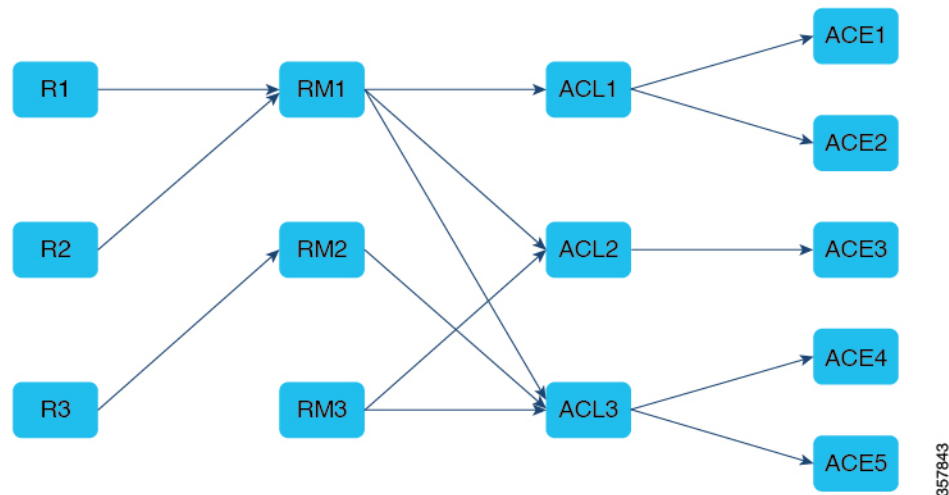 R1
RM1
ACL1
ACE1
ACE2
R2
RM2
ACL2
ACE3
R3
RM3
ACL3
ACE4
ACE5
357843